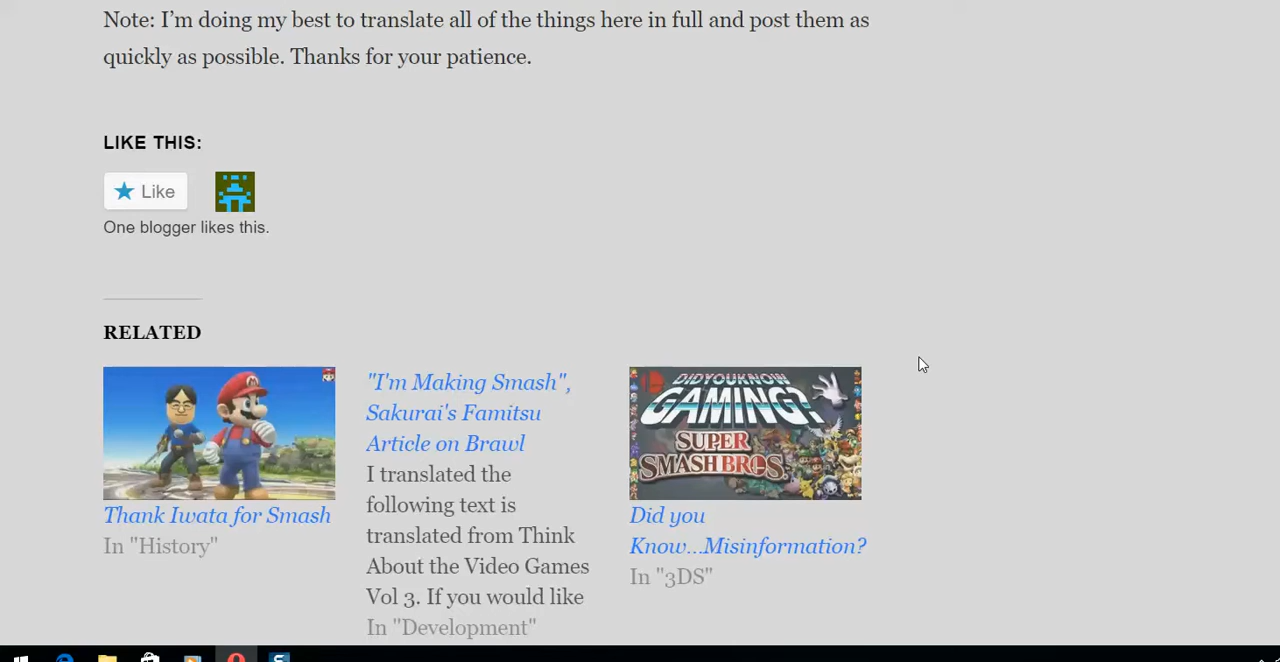 Note: I’m doing my best to translate all of the things here in full and post them as
quickly as possible. Thanks for your patience.
LIKE THIS:
Like
One blogger likes this.
RELATED
Thank Iwata for Smash
In "History"
"I'm Making Smash",
Sakurai's Famitsu
Article on Brawl
I translated the
following text is
translated from Think
About the Video Games
Vol 3. If you would like
In "Development"
DIDYOUKNOW
GAMING?
SUPER
SMASH BROS.
Did you
Know...Misinformation?
In "3DS"